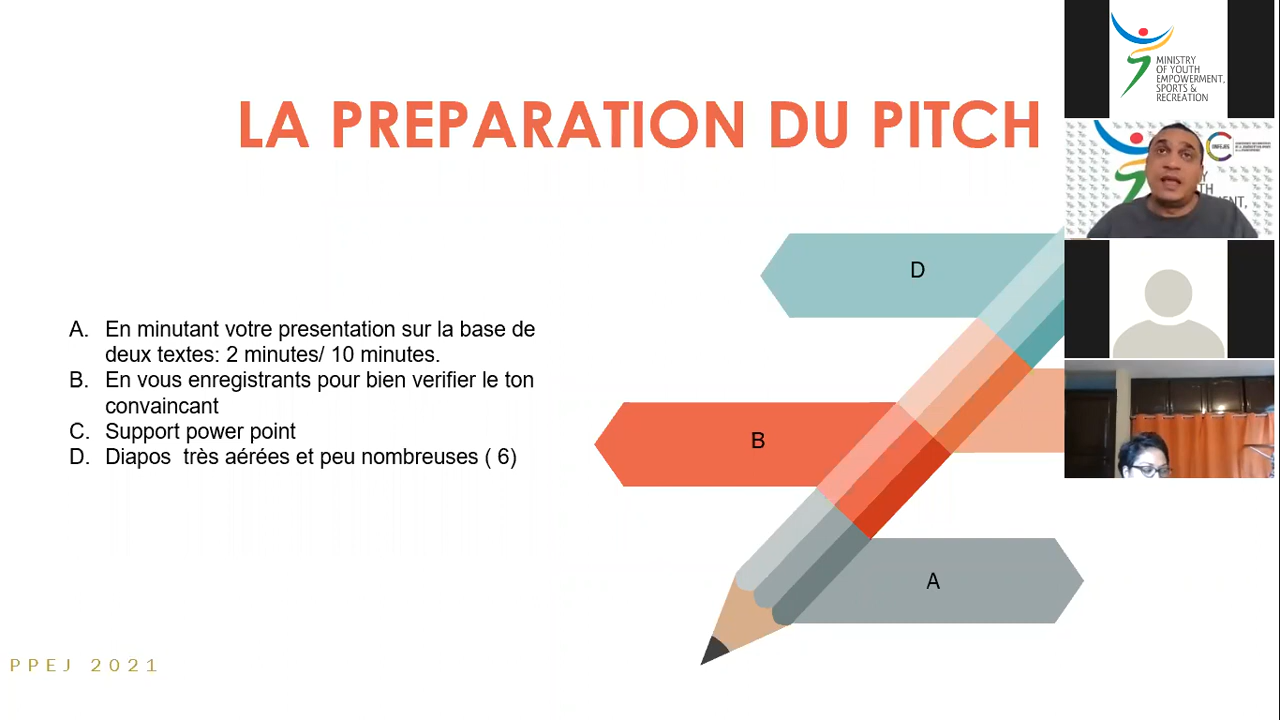 LA PREPARATION DU PITCH
A. En minutant votre presentation sur la base de
deux textes: 2 minutes/ 10 minutes.
B. En vous enregistrants pour bien verifier le ton
convaincant
C. Support power point
D. Diapos très aérées et peu nombreuses ( 6)
D
B
A
PPEJ 2021
MINISTRY
OF YOUTH
EMPOWERMENT,
SPORTS &
RECREATION